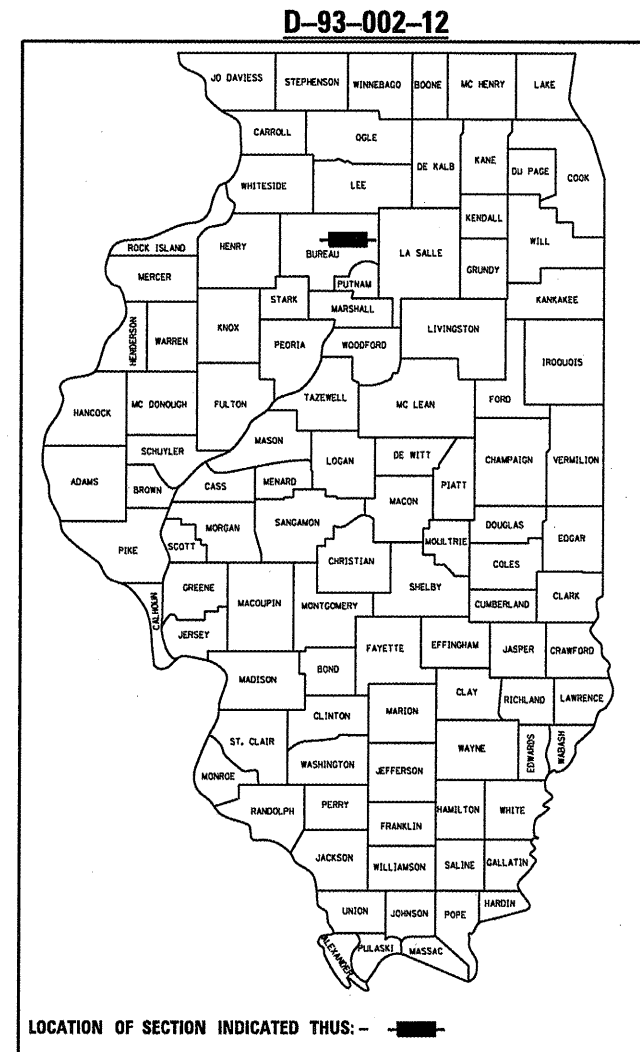 D-93-002-12
JO DAVIESS STEPHENSON WINNEBAGO BOONE MC HENRY LAKE
CARROLL OGLE DE KALB KANE DU PAGE COOK
WHITESIDE LEE
KENDALL
ROCK ISLAND HENRY BUREAU LA SALLE GRUNDY WILL
MERCER PUTNAM
STARK MARSHALL KANKAKEE
HENDERSON WARREN KNOX PEORIA WOODFORD LIVINGSTON IROQUOIS
HANCOCK MC DONOUGH FULTON TAZEWELL MC LEAN FORD
MASON
SCHUYLER LOGAN DE WITT CHAMPAIGN VERMILION
ADAMS BROWN CASS MENARD PIATT
MACON
MORGAN SANGAMON DOUGLAS
PIKE SCOTT CHRISTIAN MOULTRIE EDGAR
COLES
GREENE MACOUPIN MONTGOMERY SHELBY CUMBERLAND CLARK
CALHOUN JERSEY
FAYETTE EFFINGHAM JASPER CRAWFORD
MADISON BOND
CLAY RICHLAND LAWRENCE
CLINTON MARION
ST. CLAIR WAYNE EDWARDS WABASH
WASHINGTON JEFFERSON
MONROE
RANDOLPH PERRY HAMILTON WHITE
FRANKLIN
JACKSON WILLIAMSON SALINE GALLATIN
UNION JOHNSON POPE HARDIN
ALEXANDER PULASKI MASSAC
LOCATION OF SECTION INDICATED THUS: -